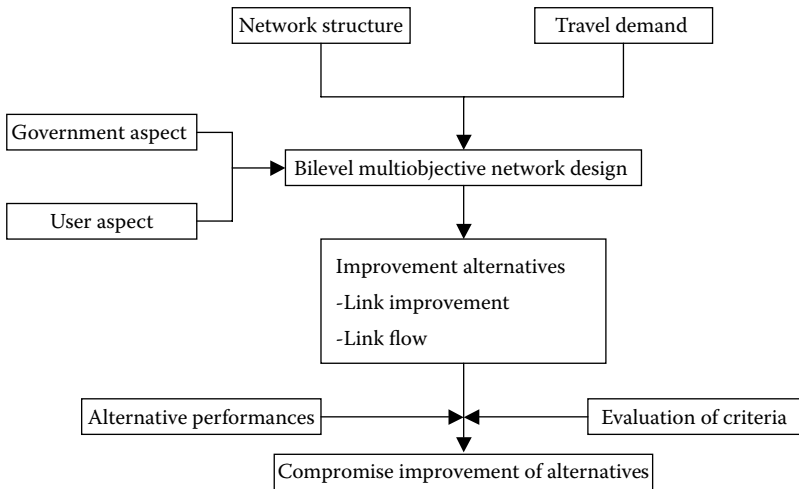 Network structure
Travel demand
Government aspect
Bilevel multiobjective network design
User aspect
Improvement alternatives
-Link improvement
-Link flow
Alternative performances
Evaluation of criteria
Compromise improvement of alternatives